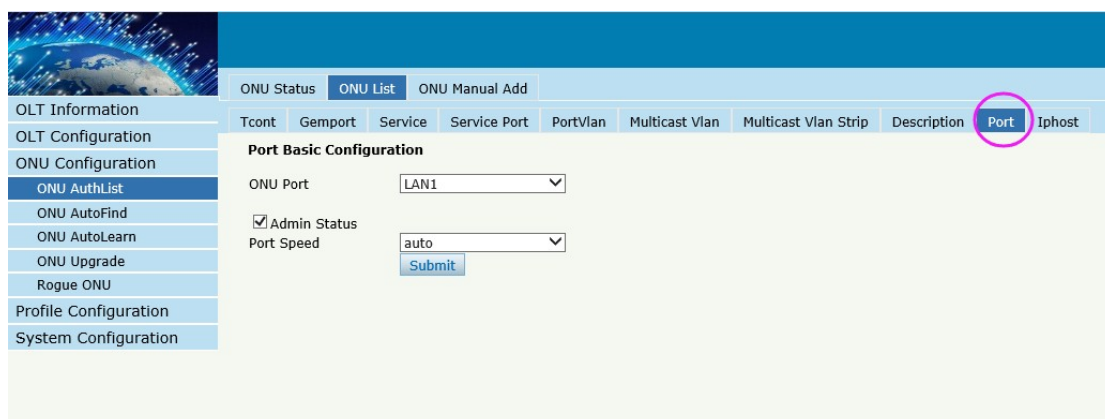 ONU Status ONU List ONU Manual Add
OLT Information
OLT Configuration
ONU Configuration
ONU AuthList
ONU AutoFind
ONU AutoLearn
ONU Upgrade
Rogue ONU
Profile Configuration
System Configuration
Tcont Gemport Service Service Port PortVlan Multicast Vlan Multicast Vlan Strip Description Port Iphost
Port Basic Configuration
ONU Port LAN1
Admin Status
Port Speed auto
Submit